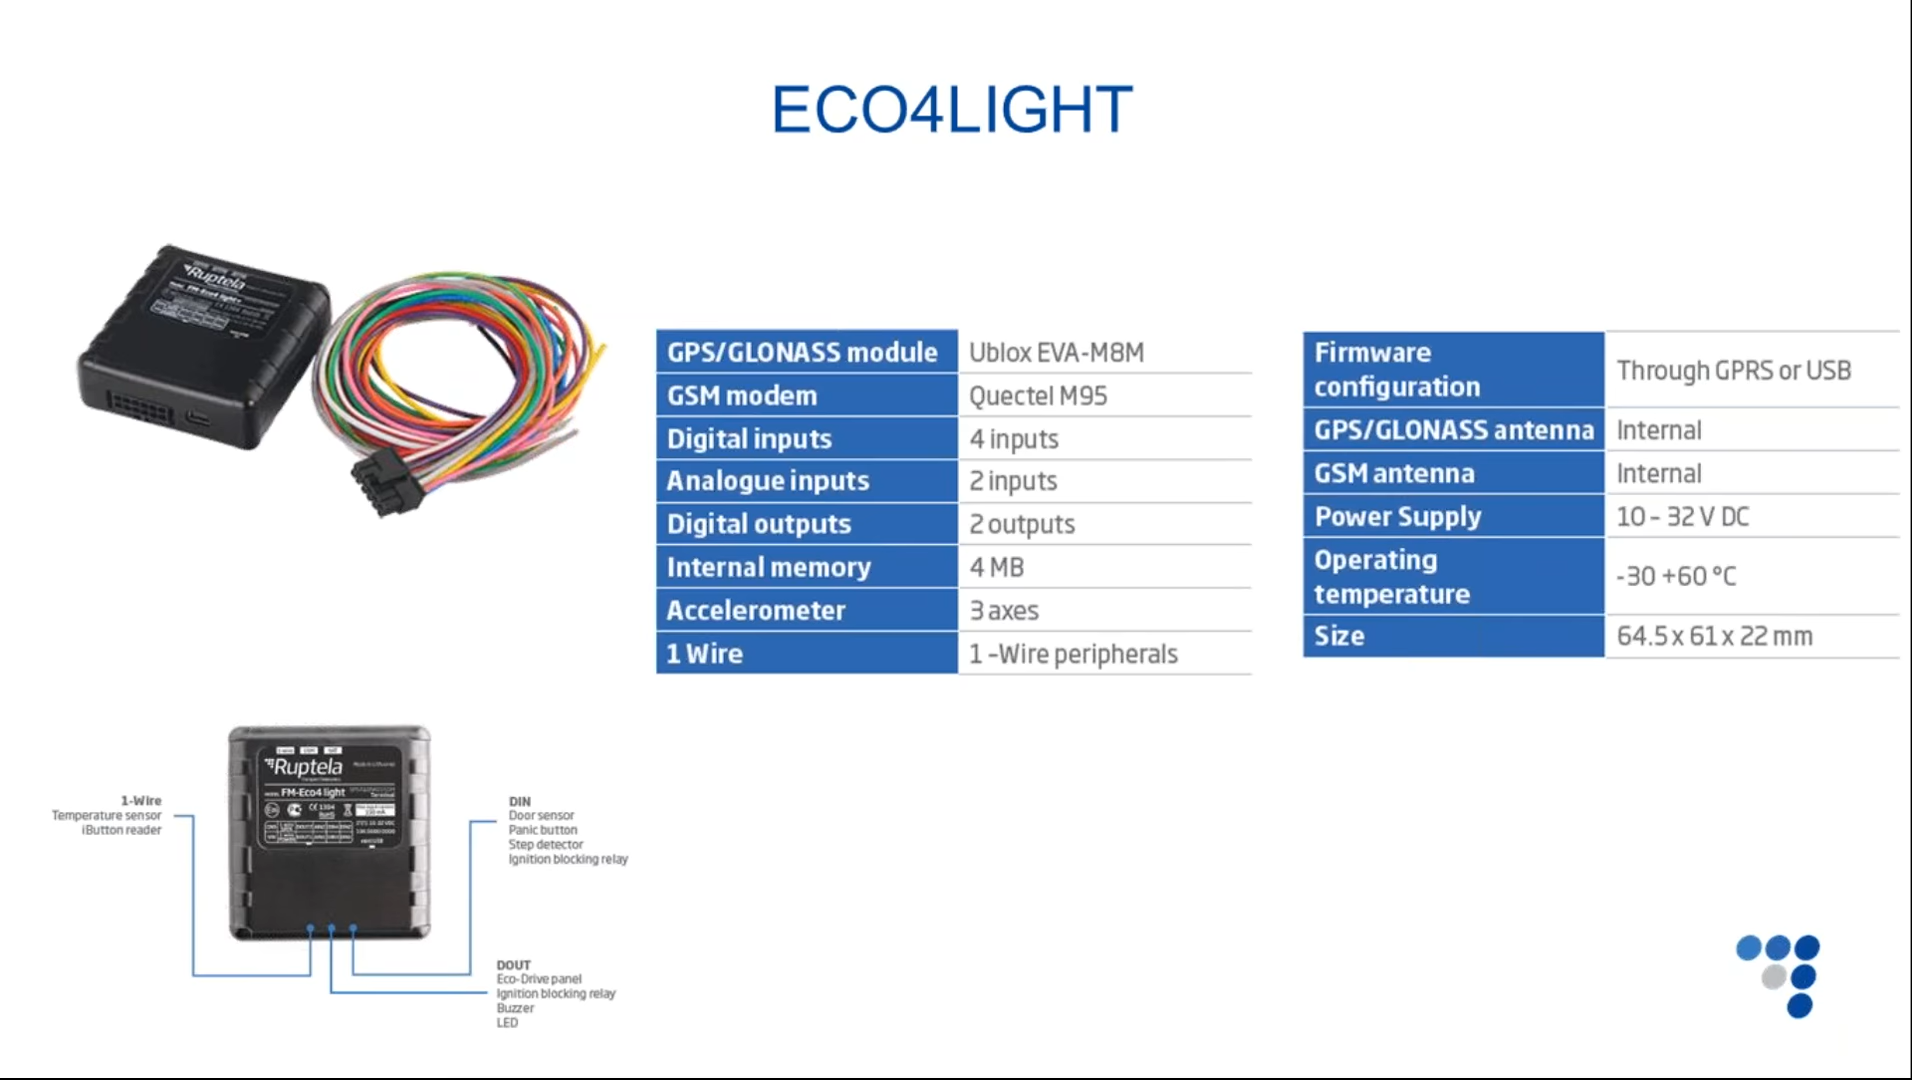 ECO4LIGHT
Ruptela
FM-Eco4 light+
GPS/GLONASS module Ublox EVA-M8M
GSM modem Quectel M95
Digital inputs 4 inputs
Analogue inputs 2 inputs
Digital outputs 2 outputs
Internal memory 4 MB
Accelerometer 3 axes
1 Wire 1 -Wire peripherals
Firmware
configuration
Through GPRS or USB
GPS/GLONASS antenna Internal
GSM antenna Internal
Power Supply 10 - 32 V DC
Operating
temperature
-30 +60 °C
Size 64.5 x 61 x 22 mm
Ruptela
FM-Eco4 light
Terminal
1-Wire
Temperature sensor
iButton reader
DIN
Door sensor
Panic button
Step detector
Ignition blocking relay
DOUT
Eco-Drive panel
Ignition blocking relay
Buzzer
LED